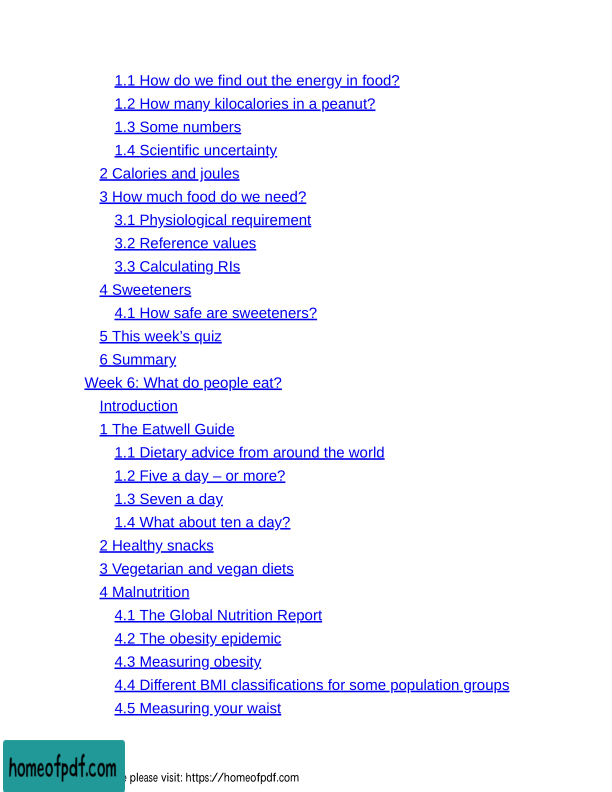 1.1 How do we find out the energy in food?
1.2 How many kilocalories in a peanut?
1.3 Some numbers
1.4 Scientific uncertainty
2 Calories and joules
3 How much food do we need?
3.1 Physiological requirement
3.2 Reference values
3.3 Calculating RIs
4 Sweeteners
4.1 How safe are sweeteners?
5 This week’s quiz
6 Summary
Week 6: What do people eat?
Introduction
1 The Eatwell Guide
1.1 Dietary advice from around the world
1.2 Five a day – or more?
1.3 Seven a day
1.4 What about ten a day?
2 Healthy snacks
3 Vegetarian and vegan diets
4 Malnutrition
4.1 The Global Nutrition Report
4.2 The obesity epidemic
4.3 Measuring obesity
4.4 Different BMI classifications for some population groups
4.5 Measuring your waist
homeofpdf.com
please visit: https://homeofpdf.com